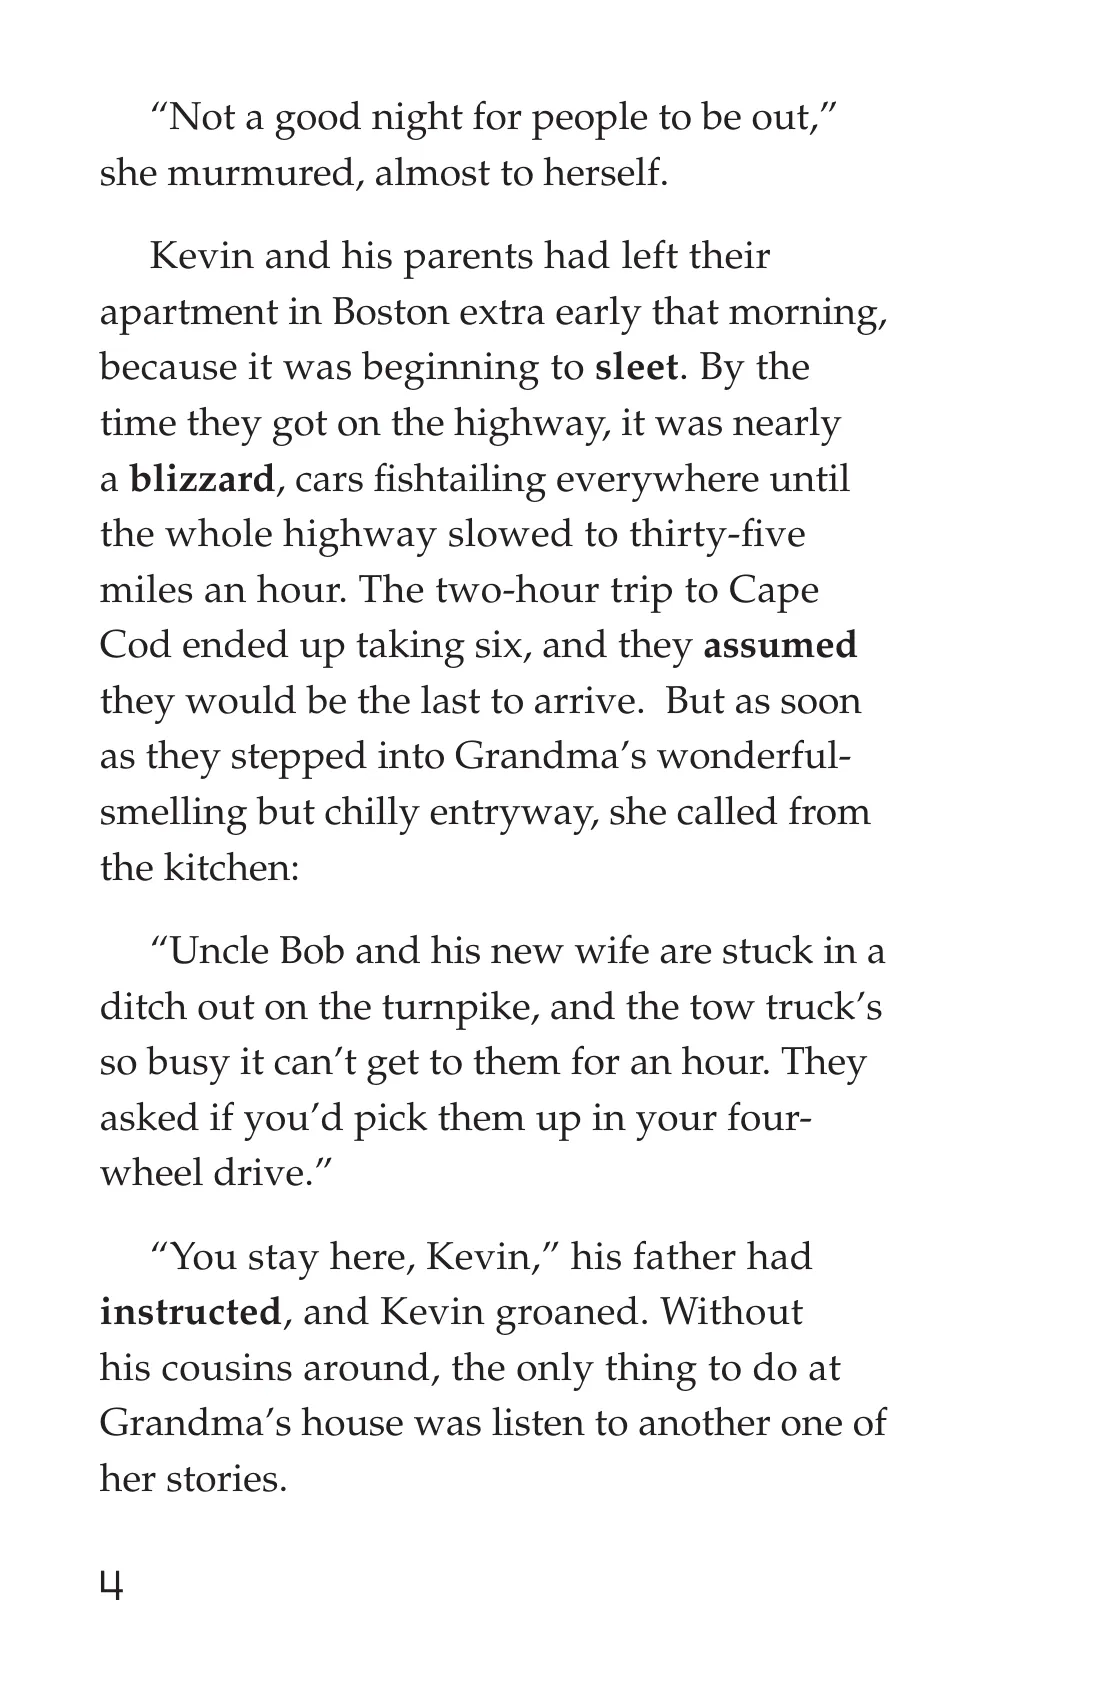 “Not a good night for people to be out,”
she murmured, almost to herself.
Kevin and his parents had left their
apartment in Boston extra early that morning,
because it was beginning to sleet. By the
time they got on the highway, it was nearly
a blizzard, cars fishtailing everywhere until
the whole highway slowed to thirty-five
miles an hour. The two-hour trip to Cape
Cod ended up taking six, and they assumed
they would be the last to arrive.  But as soon
as they stepped into Grandma’s wonderful-
smelling but chilly entryway, she called from
the kitchen:
“Uncle Bob and his new wife are stuck in a
ditch out on the turnpike, and the tow truck’s
so busy it can’t get to them for an hour. They
asked if you’d pick them up in your four-
wheel drive.”
“You stay here, Kevin,” his father had
instructed, and Kevin groaned. Without
his cousins around, the only thing to do at
Grandma’s house was listen to another one of
her stories.
4